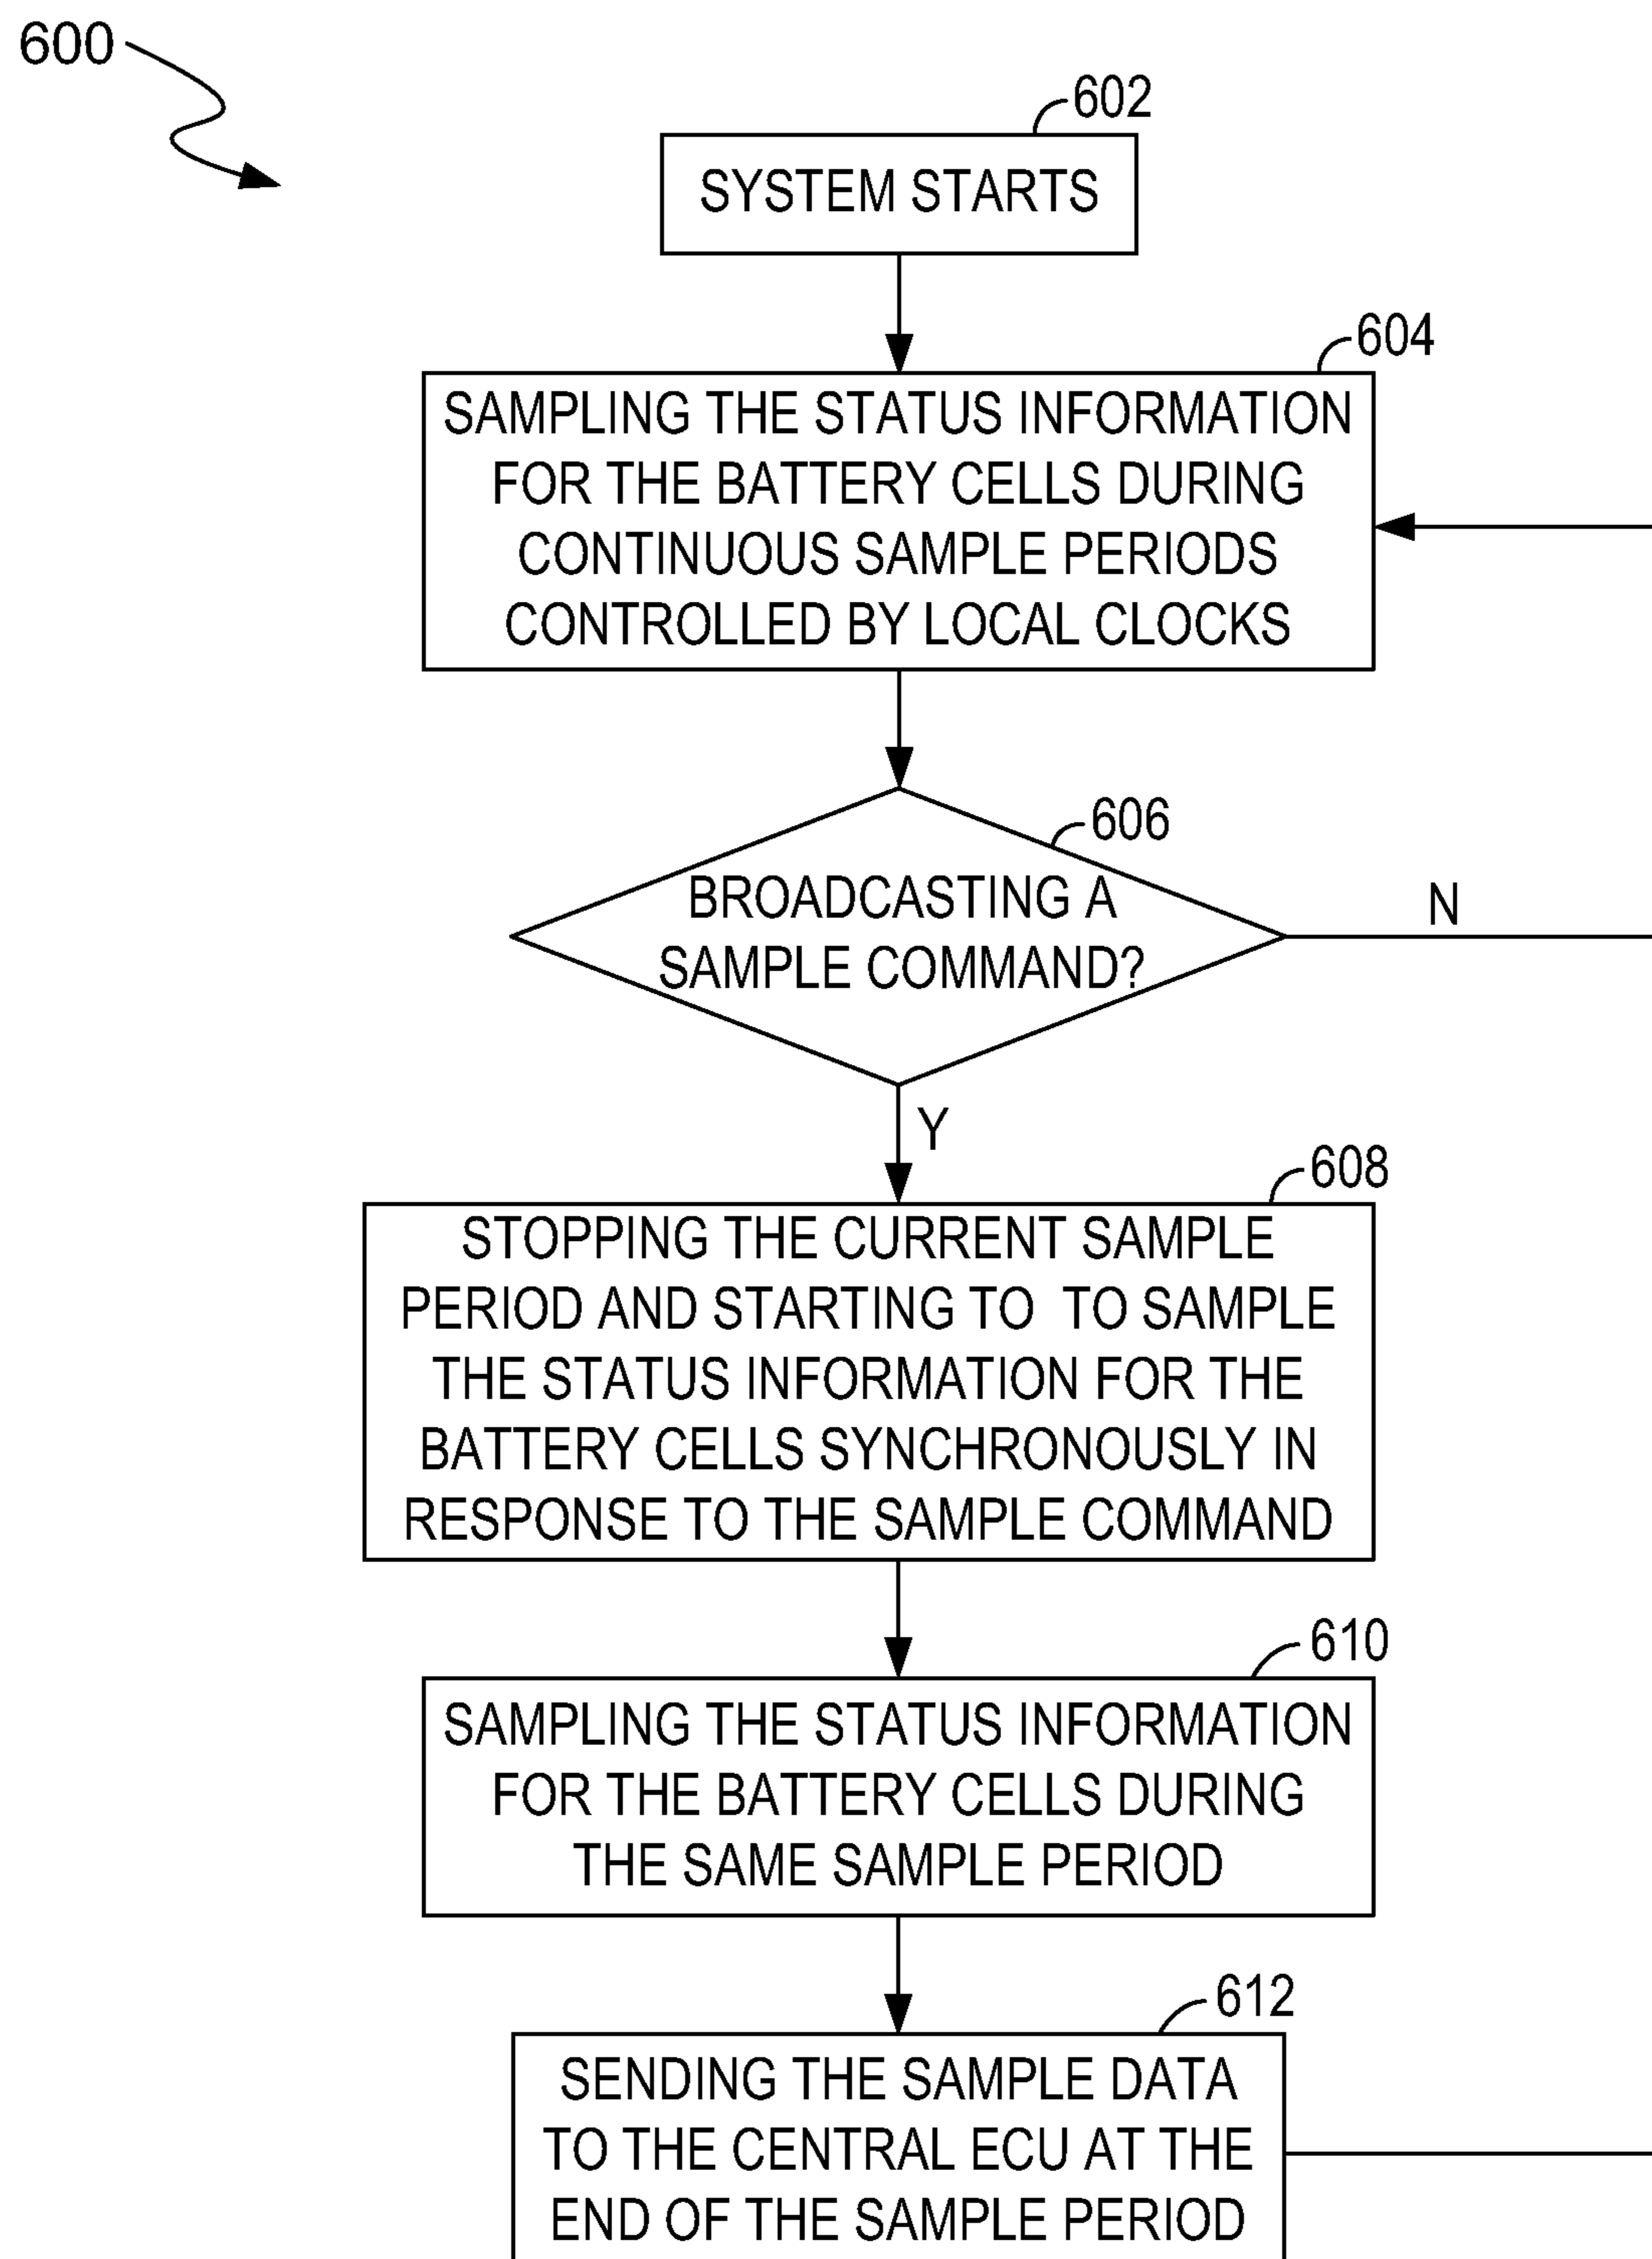 600
602
SYSTEM STARTS
604
SAMPLING THE STATUS INFORMATION
FOR THE BATTERY CELLS DURING
CONTINUOUS SAMPLE PERIODS
CONTROLLED BY LOCAL CLOCKS
606
BROADCASTING A
SAMPLE COMMAND?
N
Y
608
STOPPING THE CURRENT SAMPLE
PERIOD AND STARTING TO  TO SAMPLE
THE STATUS INFORMATION FOR THE
BATTERY CELLS SYNCHRONOUSLY IN
RESPONSE TO THE SAMPLE COMMAND
610
SAMPLING THE STATUS INFORMATION
FOR THE BATTERY CELLS DURING
THE SAME SAMPLE PERIOD
612
SENDING THE SAMPLE DATA
TO THE CENTRAL ECU AT THE
END OF THE SAMPLE PERIOD